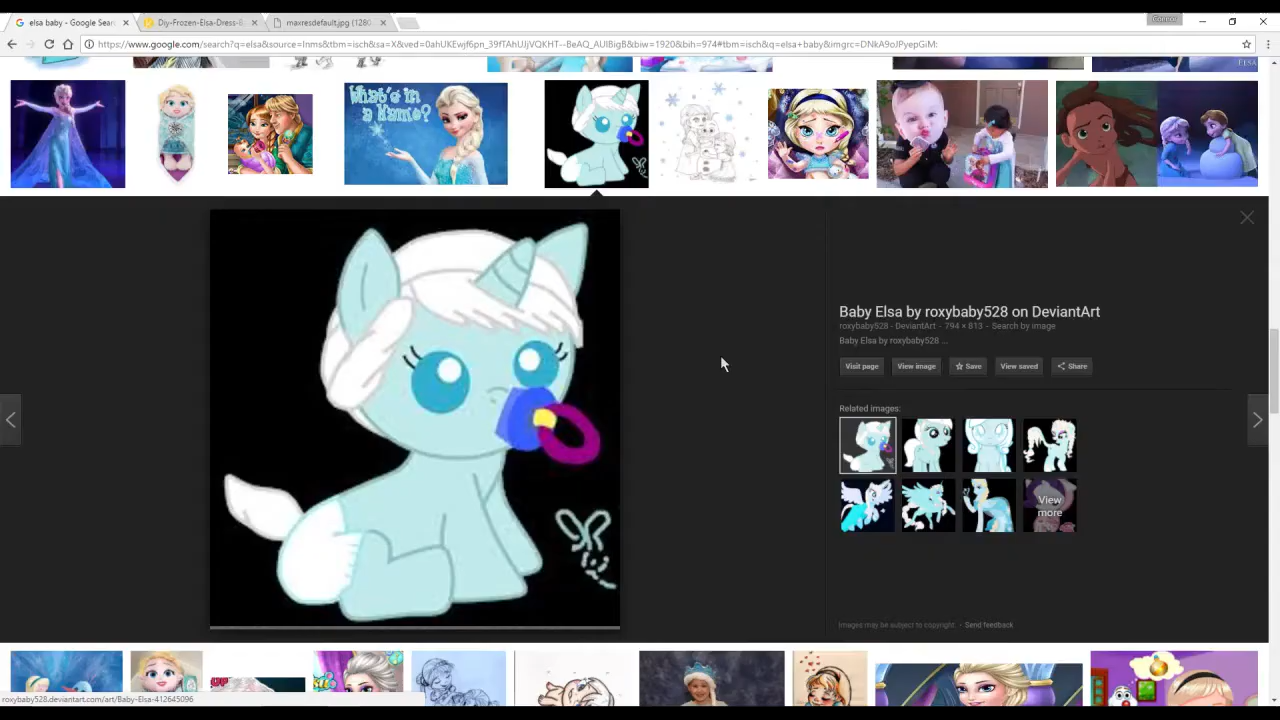 elsa baby - Google Sear
Diy-Frozen-Elsa-Dress-8
maxresdefault.jpg (1280
Connor
https://www.google.com/search?q=elsa&source=lnms&tbm=isch&sa=X&ved=0ahUKEwjf6pn_39fTAhUJjVQKHT--BeAQ_AUIBigB&biw=1920&bih=974#tbm=isch&q=elsa+baby&imgrc=DNkA9oJPyepGiM:
ELSA
What's in
a Name?
Baby Elsa by roxybaby528 on DeviantArt
roxybaby528 - DeviantArt - 794 × 813 - Search by image
Baby Elsa by roxybaby528 ...
Visit page
View image
Save
View saved
Share
Related images:
View
more
Images may be subject to copyright. - Send feedback
roxybaby528.deviantart.com/art/Baby-Elsa-412645096